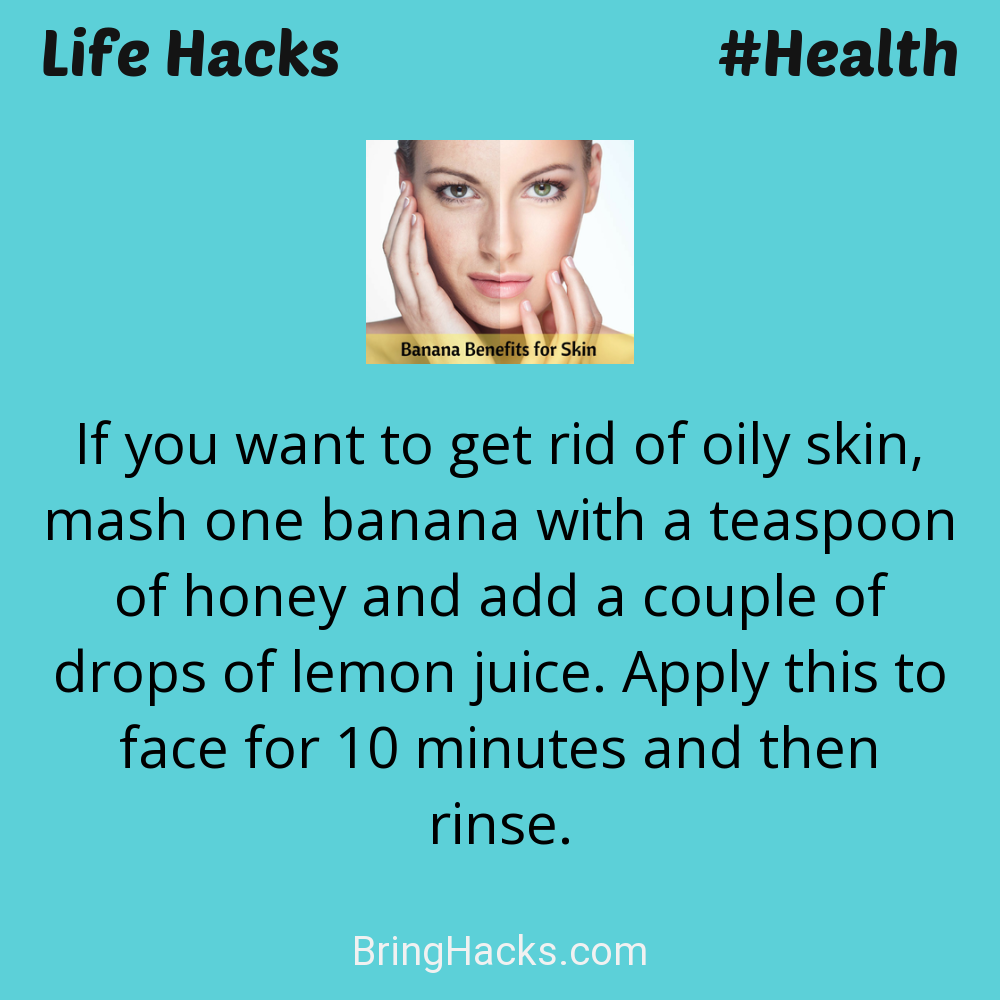 Life Hacks #Health
Banana Benefits for Skin
If you want to get rid of oily skin,
mash one banana with a teaspoon
of honey and add a couple of
drops of lemon juice. Apply this to
face for 10 minutes and then
rinse.
BringHacks.com